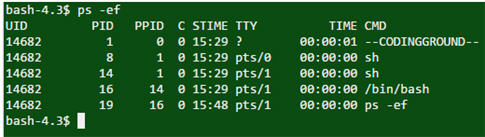 bash-4.3$ ps -ef
UID PID PPID C STIME TTY TIME CMD
14682 1 0 0 15:29 ? 00:00:01 --CODINGGROUND--
14682 8 1 0 15:29 pts/0 00:00:00 sh
14682 14 1 0 15:29 pts/1 00:00:00 sh
14682 16 14 0 15:29 pts/1 00:00:00 /bin/bash
14682 19 16 0 15:48 pts/1 00:00:00 ps -ef
bash-4.3$